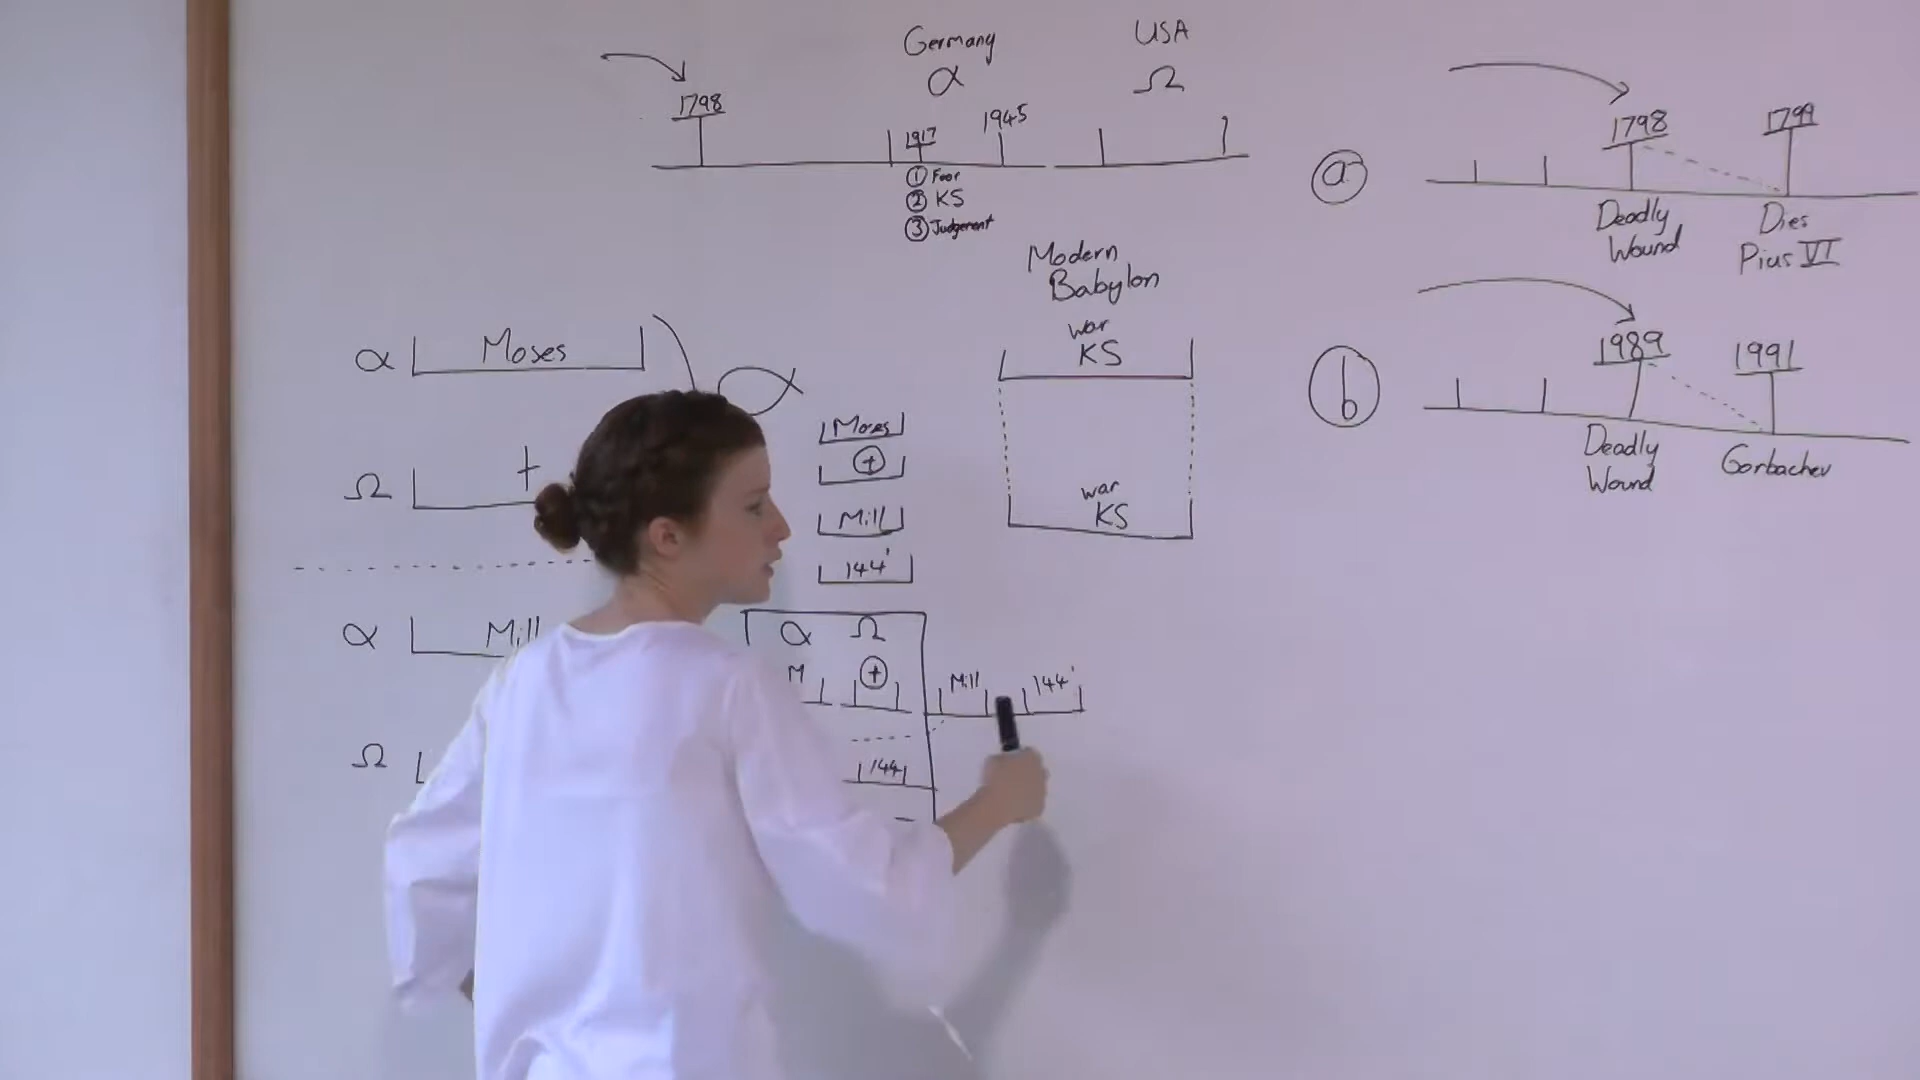 Germany
USA
α
Ω
1798
1917
1945
① Foor
② KS
③ Judgement
1798
1799
ⓐ
Deadly
Wound
Dies
Pius VI
1989
1991
ⓑ
Deadly
Wound
Gorbachev
Modern
Babylon
war
KS
war
KS
α Moses
Ω +
α Mill
Ω
Moses
+
Mill
144'
α Ω
M + Mill 144'
144